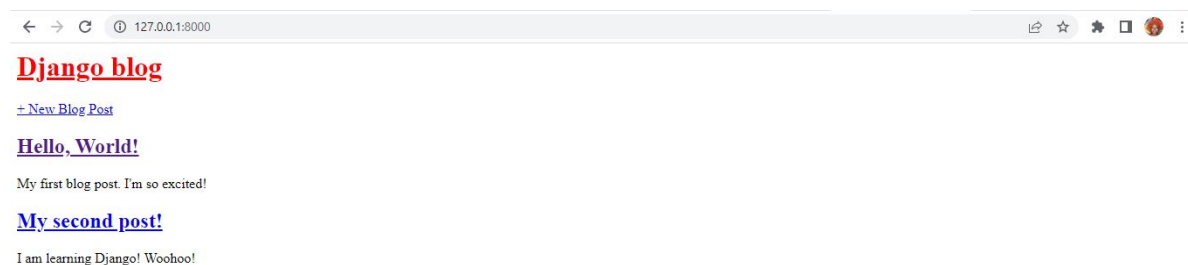 127.0.0.1:8000
Django blog
+ New Blog Post
Hello, World!
My first blog post. I'm so excited!
My second post!
I am learning Django! Woohoo!